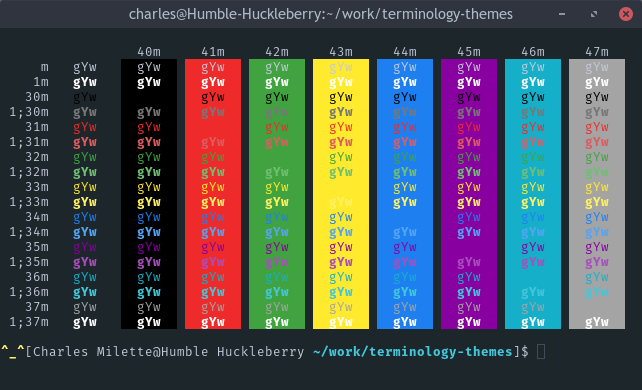 charles@Humble-Huckleberry:~/work/terminology-themes
40m 41m 42m 43m 44m 45m 46m 47m
m gYw gYw gYw gYw gYw gYw gYw gYw gYw
1m gYw gYw gYw gYw gYw gYw gYw gYw gYw
30m gYw gYw gYw gYw gYw gYw gYw gYw
1;30m gYw gYw gYw gYw gYw gYw gYw gYw gYw
31m gYw gYw gYw gYw gYw gYw gYw gYw
1;31m gYw gYw gYw gYw gYw gYw gYw gYw gYw
32m gYw gYw gYw gYw gYw gYw gYw gYw
1;32m gYw gYw gYw gYw gYw gYw gYw gYw gYw
33m gYw gYw gYw gYw gYw gYw gYw gYw
1;33m gYw gYw gYw gYw gYw gYw gYw gYw gYw
34m gYw gYw gYw gYw gYw gYw gYw gYw
1;34m gYw gYw gYw gYw gYw gYw gYw gYw gYw
35m gYw gYw gYw gYw gYw gYw gYw gYw
1;35m gYw gYw gYw gYw gYw gYw gYw gYw gYw
36m gYw gYw gYw gYw gYw gYw gYw gYw
1;36m gYw gYw gYw gYw gYw gYw gYw gYw gYw
37m gYw gYw gYw gYw gYw gYw gYw gYw
1;37m gYw gYw gYw gYw gYw gYw gYw gYw gYw
^_^[Charles Milette@Humble Huckleberry ~/work/terminology-themes]$